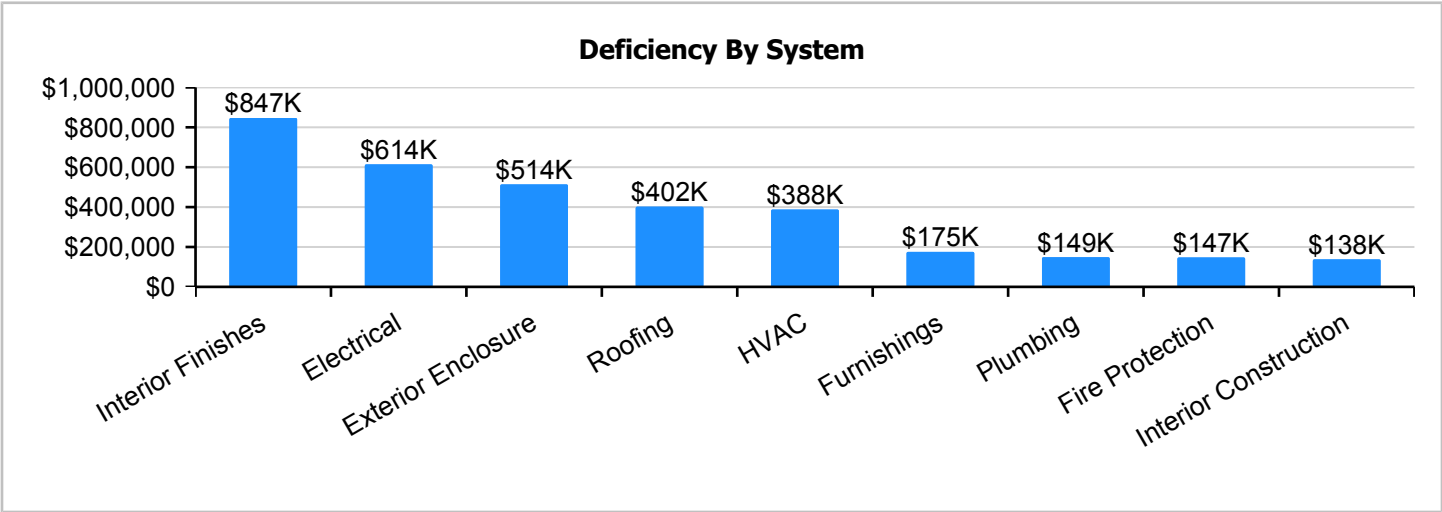 Deficiency By System
$1,000,000
$800,000
$600,000
$400,000
$200,000
$0
$847K
$614K
$514K
$402K
$388K
$175K
$149K
$147K
$138K
Interior Finishes
Electrical
Exterior Enclosure
Roofing
HVAC
Furnishings
Plumbing
Fire Protection
Interior Construction